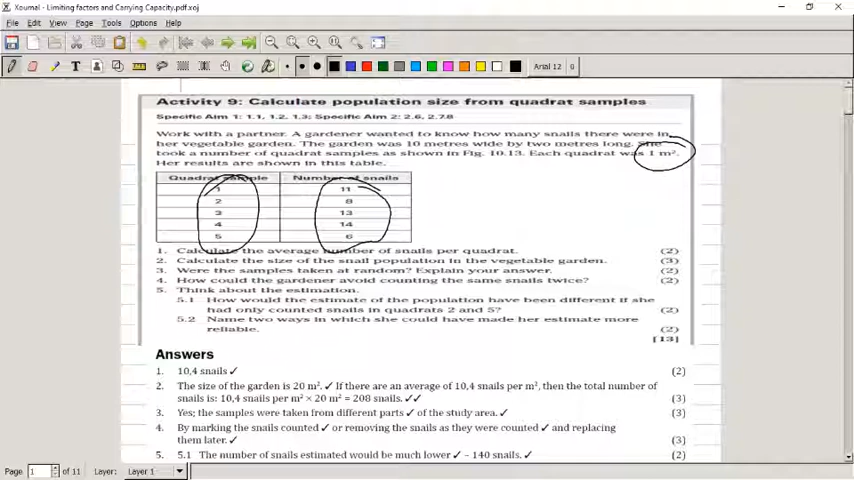 Xournal - Limiting factors and Carrying Capacity.pdf.xoj
File Edit View Page Tools Options Help
Arial 12
Activity 9: Calculate population size from quadrat samples
Specific Aim 1: 1.1, 1.2, 1.3; Specific Aim 2: 2.6, 2.7.8
Work with a partner. A gardener wanted to know how many snails there were in
her vegetable garden. The garden was 10 metres wide by two metres long. She
took a number of quadrat samples as shown in Fig. 10.13. Each quadrat was 1 m².
Her results are shown in this table.
Quadrat sample Number of snails
1 11
2 8
3 13
4 14
5 6
1. Calculate the average number of snails per quadrat. (2)
2. Calculate the size of the snail population in the vegetable garden. (3)
3. Were the samples taken at random? Explain your answer. (2)
4. How could the gardener avoid counting the same snails twice? (2)
5. Think about the estimation.
5.1 How would the estimate of the population have been different if she
had only counted snails in quadrats 2 and 5? (2)
5.2 Name two ways in which she could have made her estimate more
reliable. (2)
[13]
Answers
1. 10,4 snails ✓ (2)
2. The size of the garden is 20 m². ✓ If there are an average of 10,4 snails per m², then the total number of
snails is: 10,4 snails per m² × 20 m² = 208 snails. ✓✓ (3)
3. Yes; the samples were taken from different parts ✓ of the study area. ✓ (3)
4. By marking the snails counted ✓ or removing the snails as they were counted ✓ and replacing
them later. ✓ (3)
5. 5.1 The number of snails estimated would be much lower ✓ – 140 snails. ✓ (2)
Page 1 of 11 Layer: Layer 1